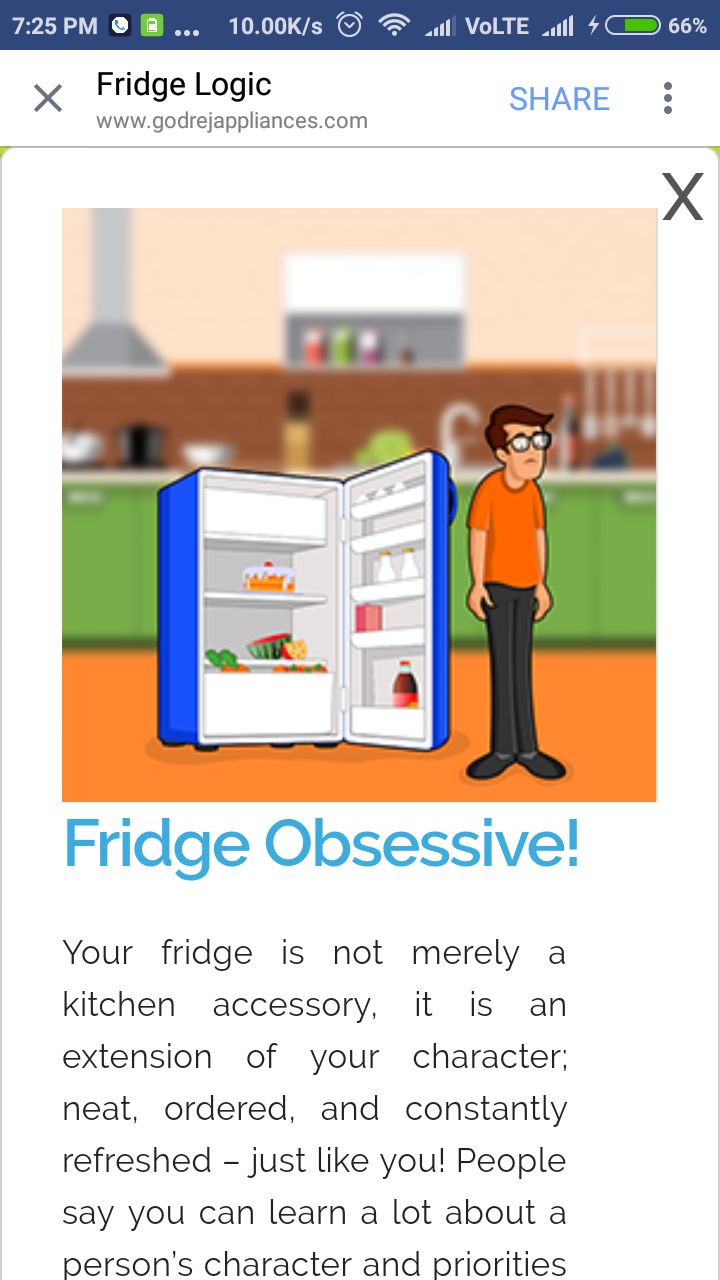 7:25 PM ... 10.00K/s VoLTE 66%
Fridge Logic
www.godrejappliances.com
SHARE
X
Fridge Obsessive!
Your fridge is not merely a
kitchen accessory, it is an
extension of your character;
neat, ordered, and constantly
refreshed – just like you! People
say you can learn a lot about a
person’s character and priorities